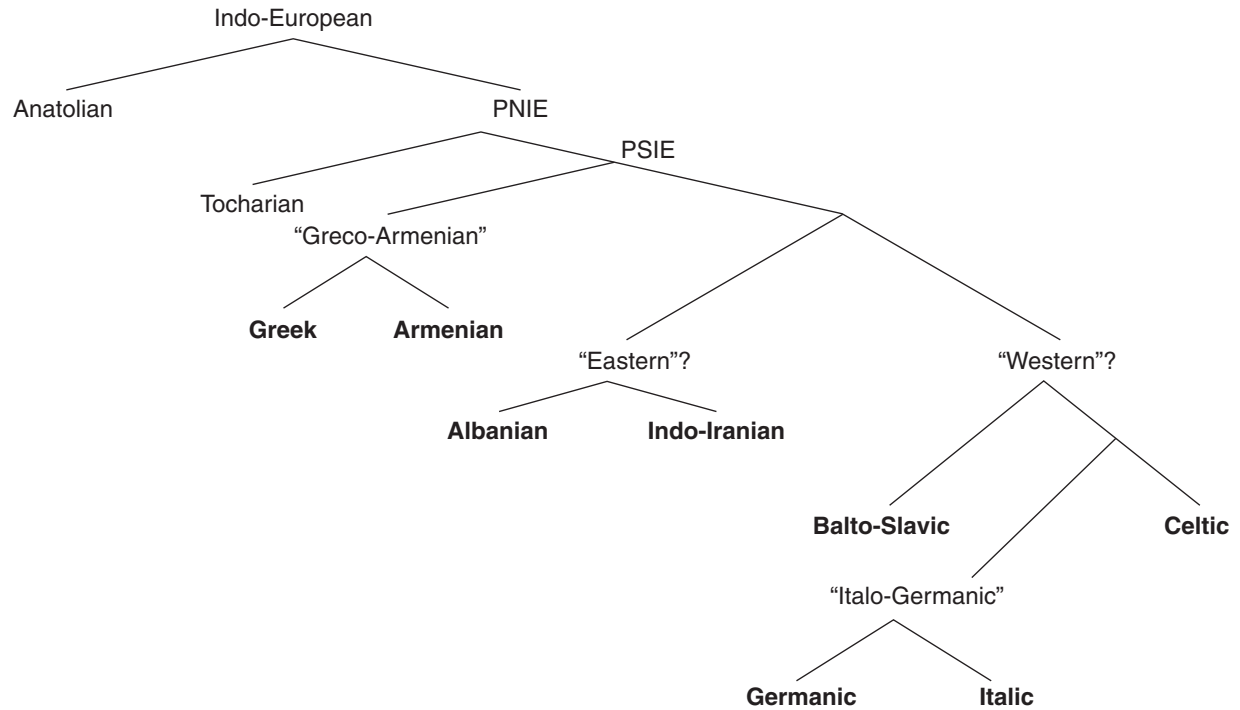 Indo-European
Anatolian
PNIE
PSIE
Tocharian
“Greco-Armenian”
Greek
Armenian
“Eastern”?
“Western”?
Albanian
Indo-Iranian
Balto-Slavic
Celtic
“Italo-Germanic”
Germanic
Italic